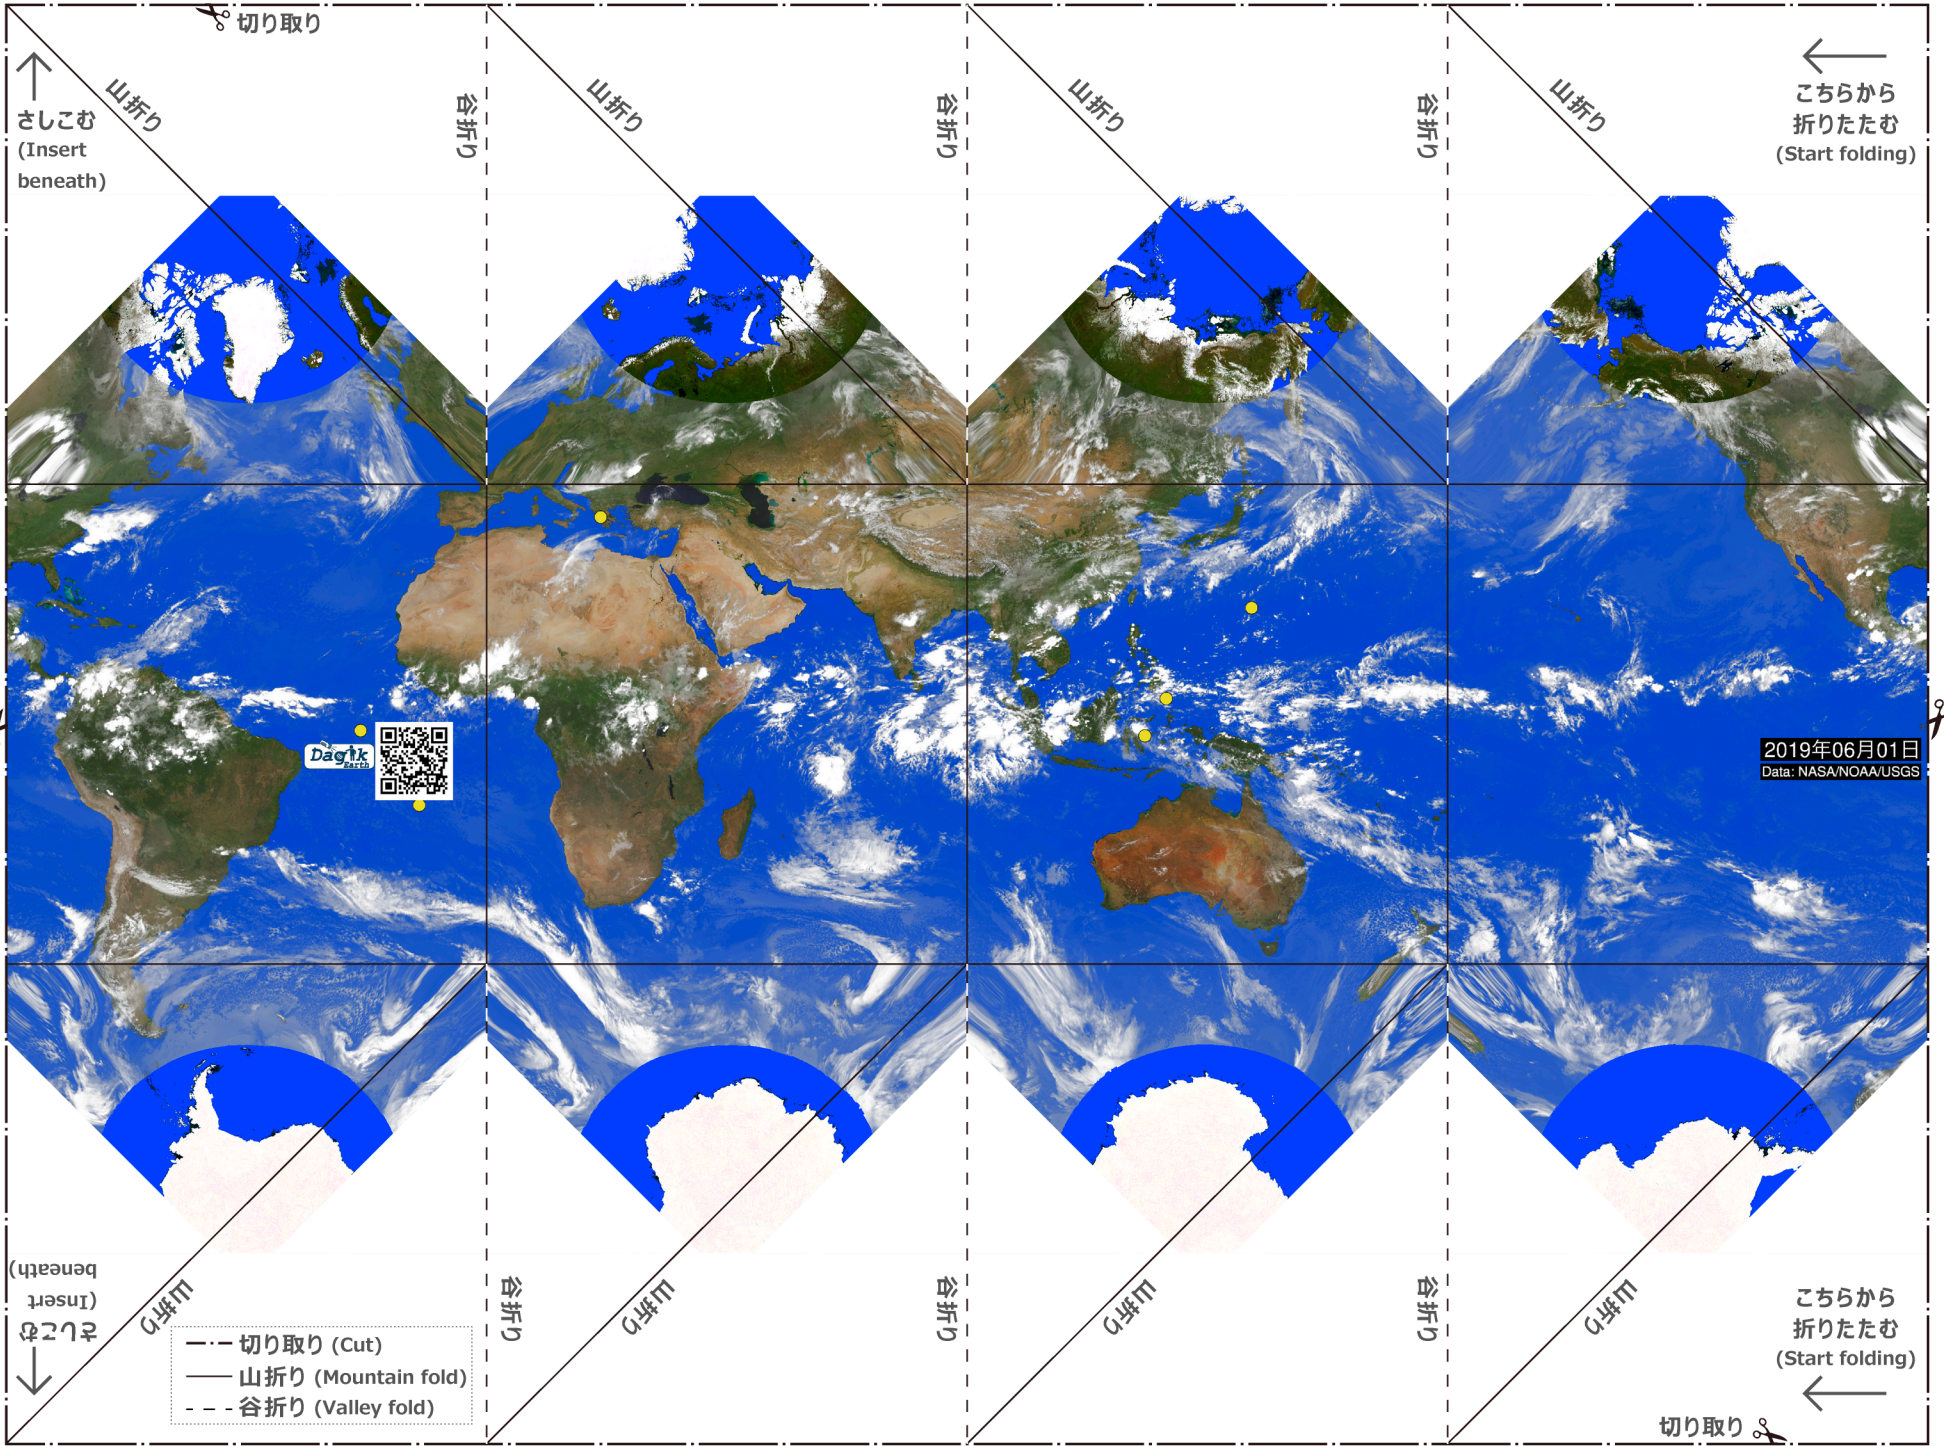 切り取り
さしこむ
(Insert
beneath)
山折り
谷折り
山折り
谷折り
山折り
谷折り
山折り
こちらから
折りたたむ
(Start folding)
Dagik
Earth
2019年06月01日
Data: NASA/NOAA/USGS
さしこむ
(Insert
beneath)
山折り
谷折り
山折り
谷折り
山折り
谷折り
山折り
こちらから
折りたたむ
(Start folding)
切り取り (Cut)
山折り (Mountain fold)
谷折り (Valley fold)
切り取り